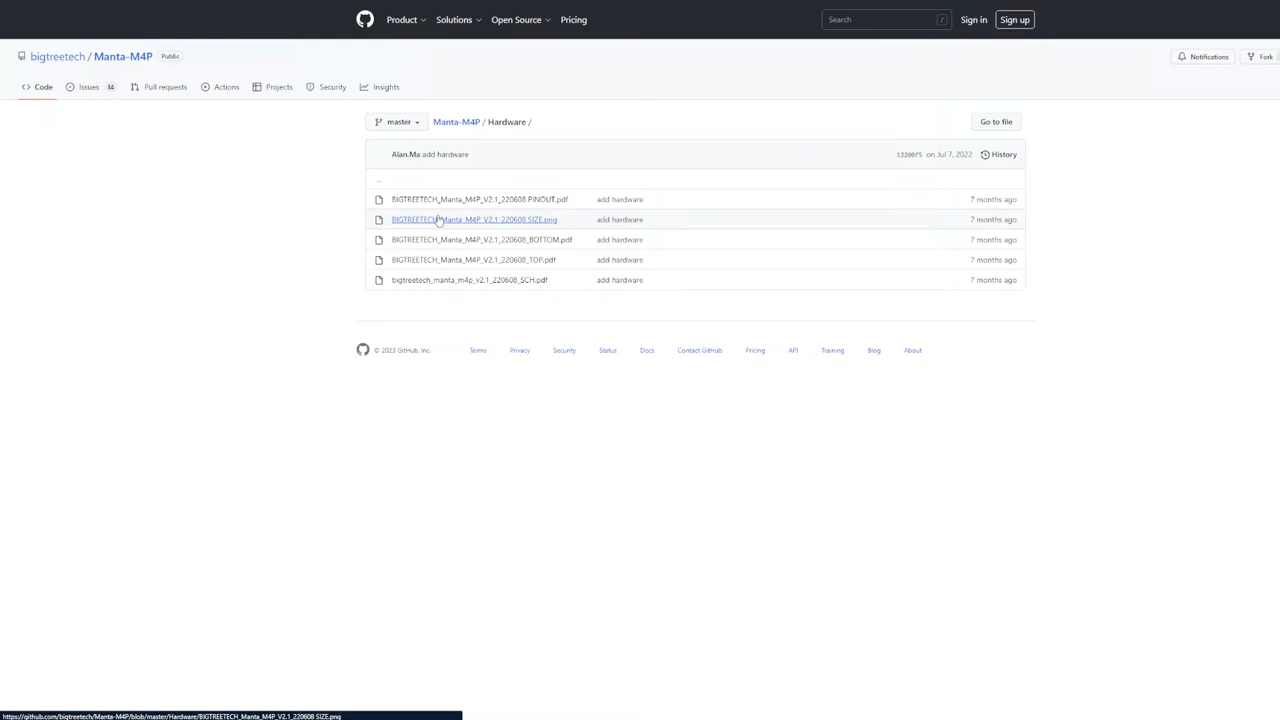 Product Solutions Open Source Pricing Search / Sign in Sign up
bigtreetech / Manta-M4P Public Notifications Fork
Code Issues 14 Pull requests Actions Projects Security Insights
master Manta-M4P / Hardware / Go to file
Alan.Ma add hardware 12200f5 on Jul 7, 2022 History
..
BIGTREETECH_Manta_M4P_V2.1_220608 PINOUT.pdf add hardware 7 months ago
BIGTREETECH_Manta_M4P_V2.1_220608 SIZE.png add hardware 7 months ago
BIGTREETECH_Manta_M4P_V2.1_220608_BOTTOM.pdf add hardware 7 months ago
BIGTREETECH_Manta_M4P_V2.1_220608_TOP.pdf add hardware 7 months ago
bigtreetech_manta_m4p_v2.1_220608_SCH.pdf add hardware 7 months ago
© 2023 GitHub, Inc. Terms Privacy Security Status Docs Contact GitHub Pricing API Training Blog About
https://github.com/bigtreetech/Manta-M4P/blob/master/Hardware/BIGTREETECH_Manta_M4P_V2.1_220608 SIZE.png